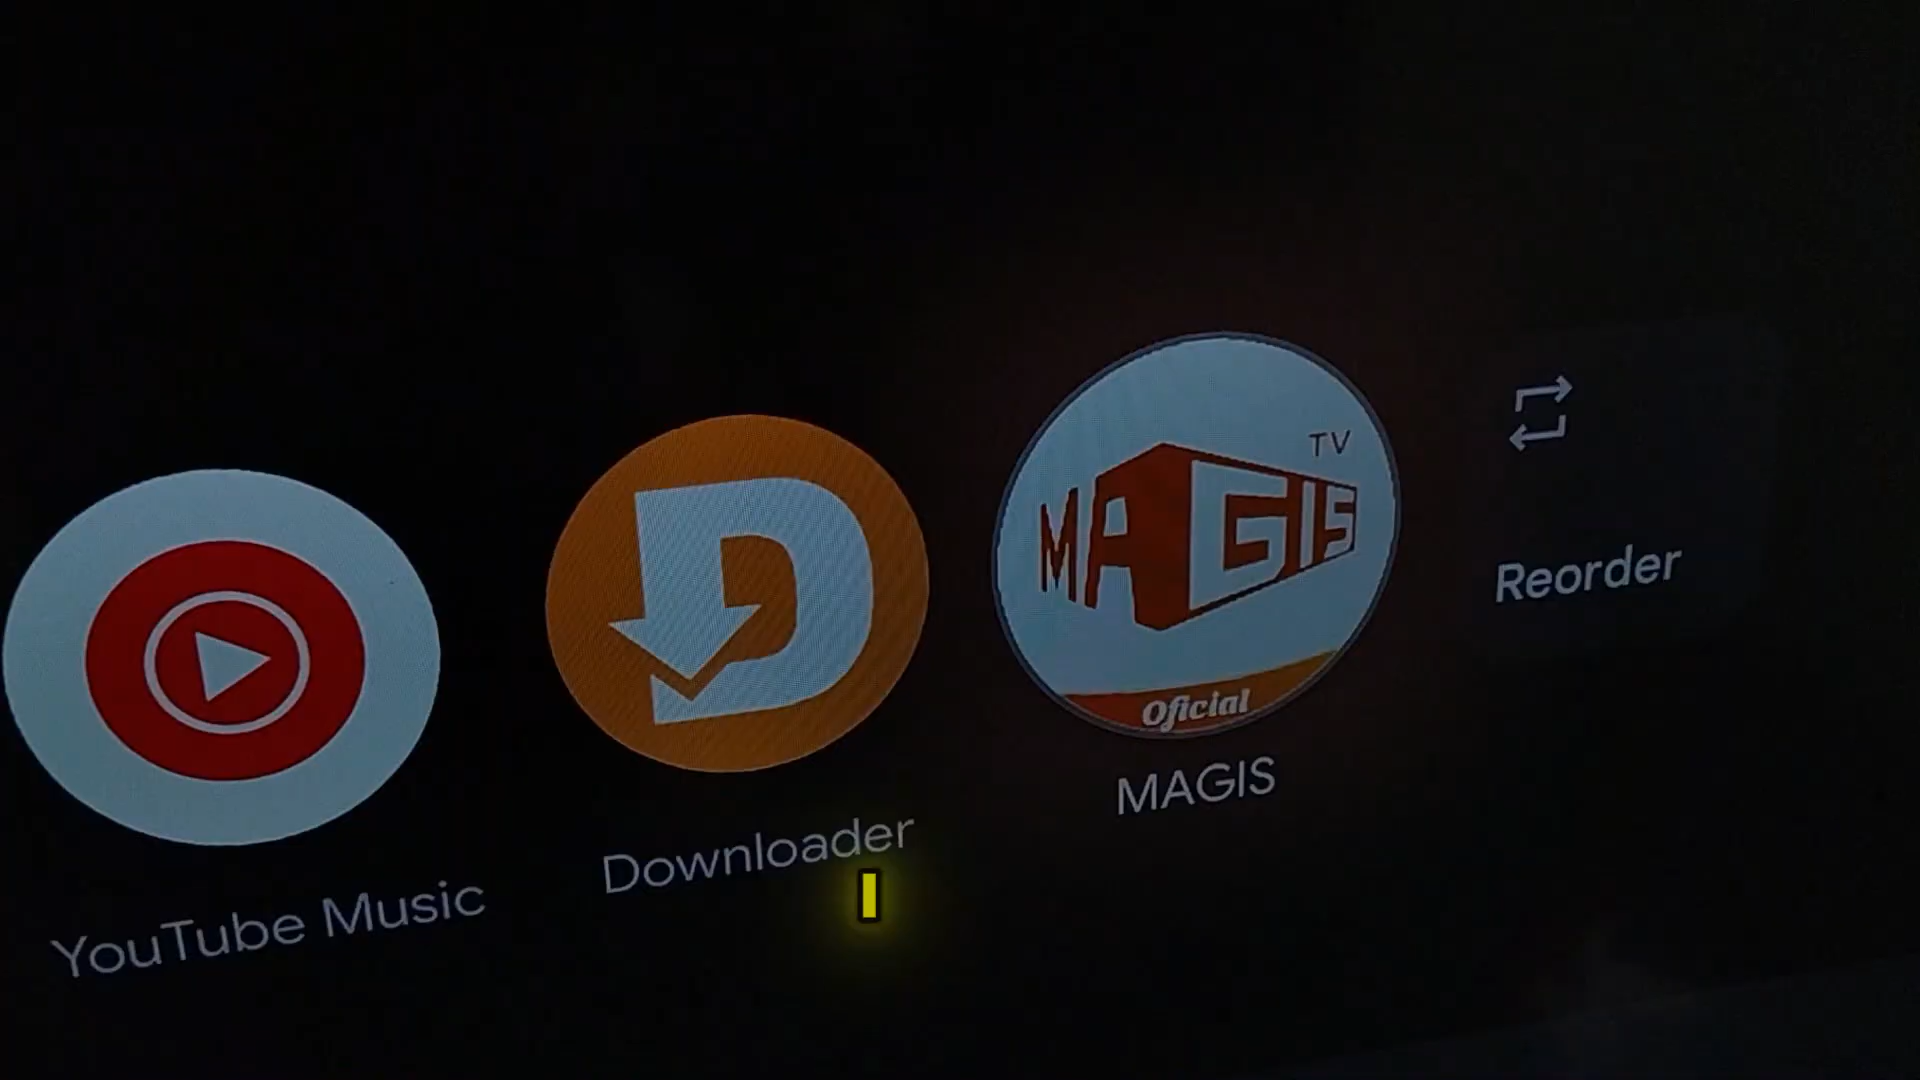 TV
MAGIS
Oficial
Reorder
MAGIS
Downloader
YouTube Music